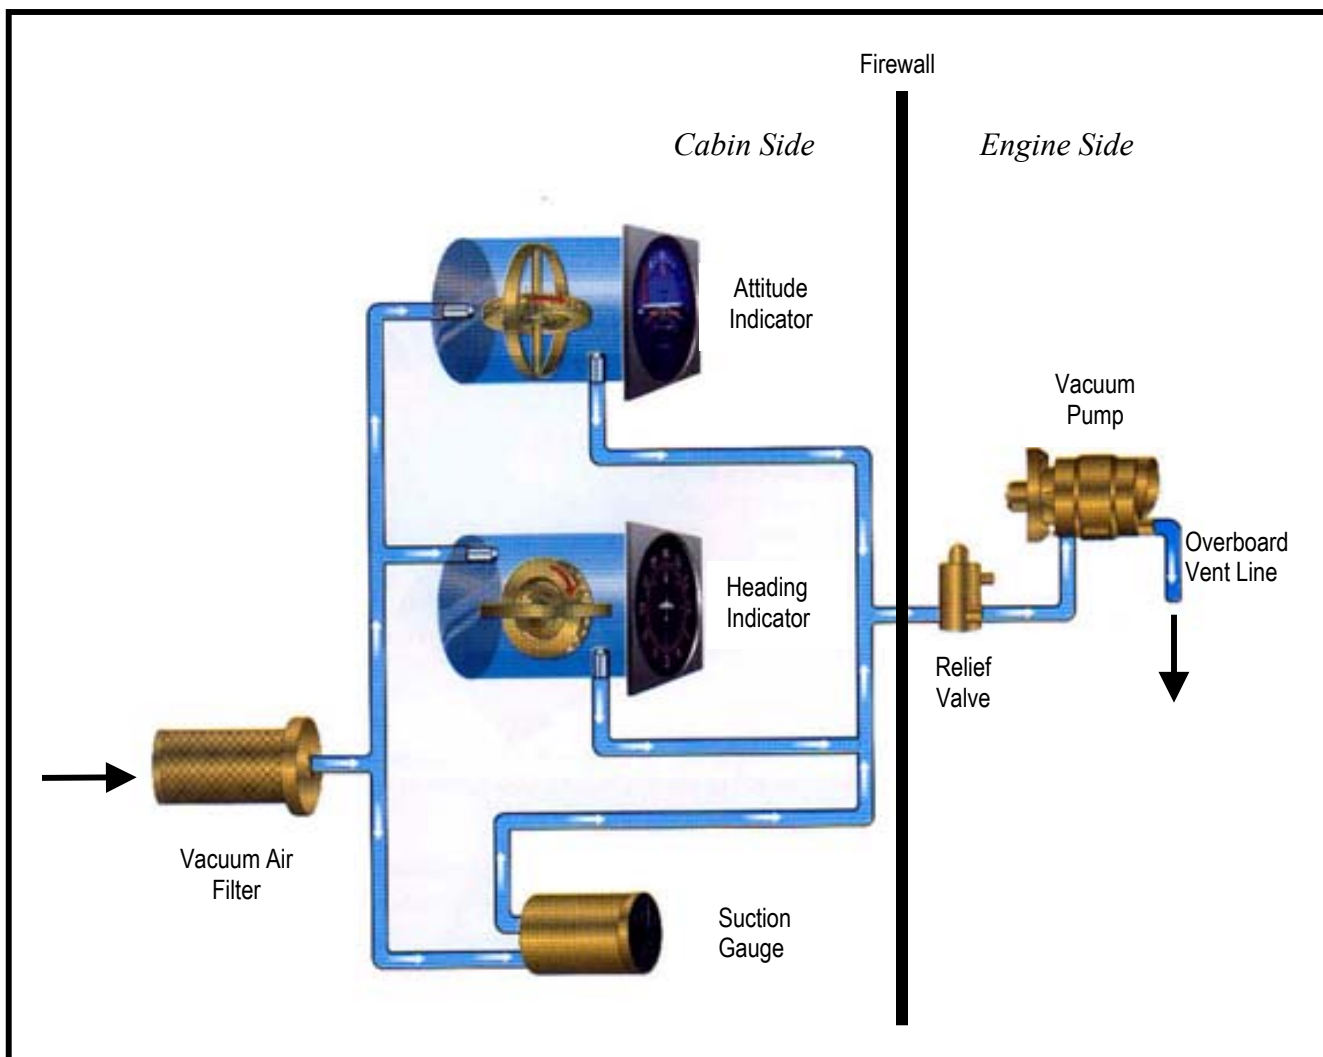 Firewall
Cabin Side
Engine Side
Attitude
Indicator
Vacuum
Pump
Overboard
Vent Line
Heading
Indicator
Relief
Valve
Vacuum Air
Filter
Suction
Gauge